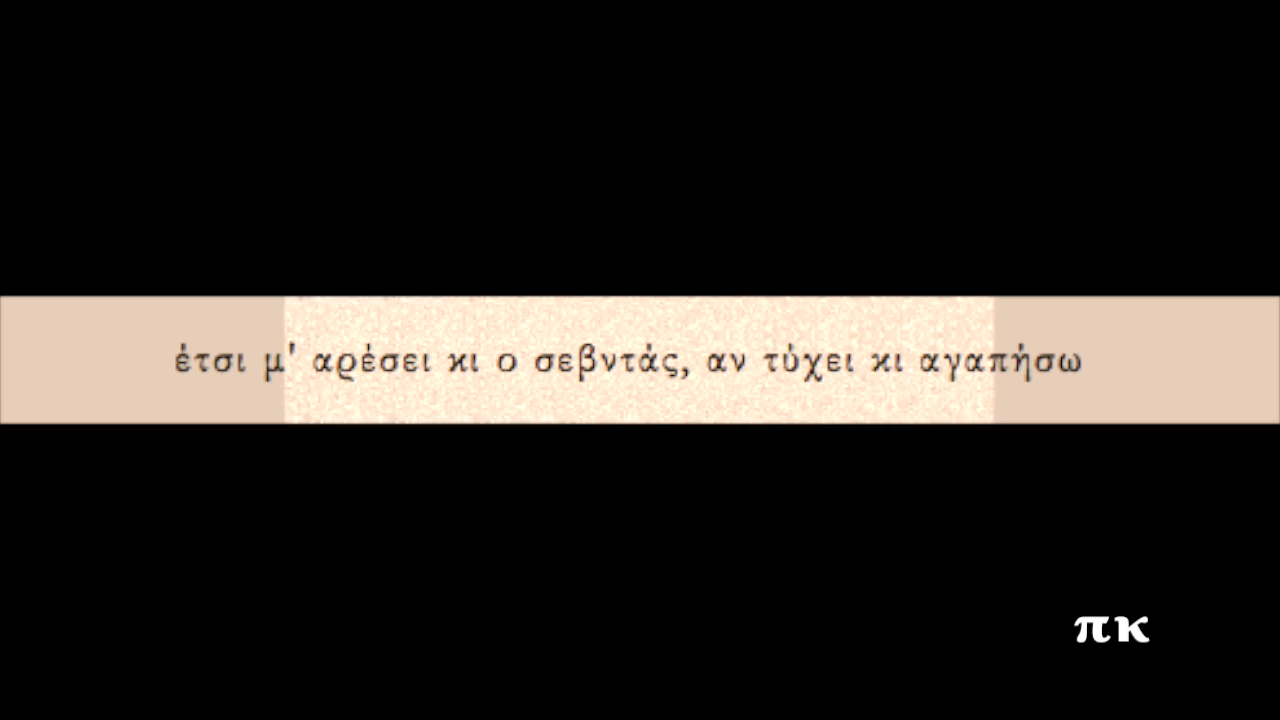 έτσι μ' αρέσει κι ο σεβντάς, αν τύχει κι αγαπήσω
πκ